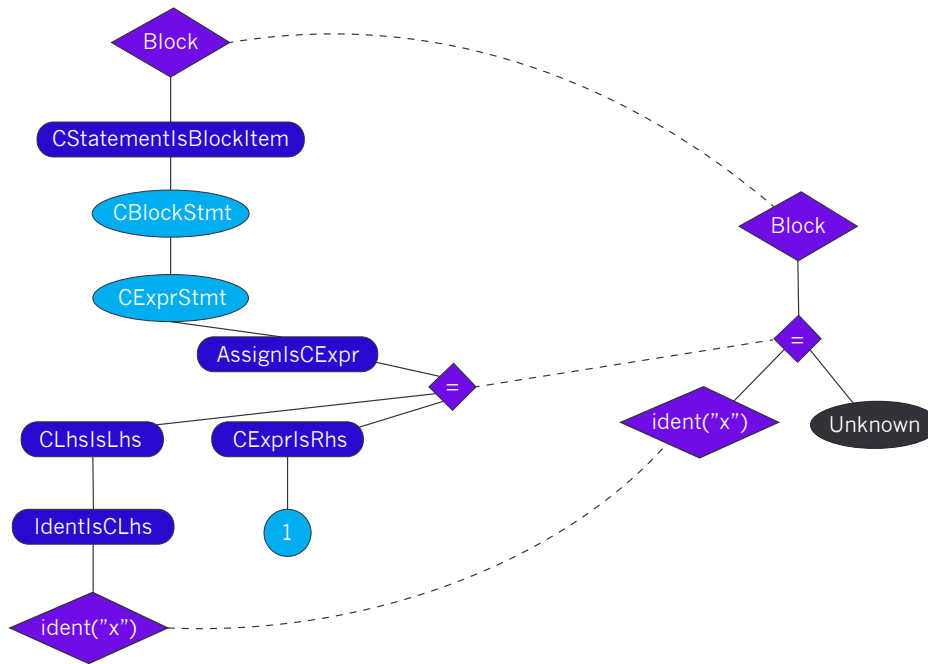 Block
CStatementIsBlockItem
CBlockStmt
CExprStmt
AssignIsCExpr
=
CLhsIsLhs
CExprIsRhs
IdentIsCLhs
1
ident("x")
Block
=
ident("x")
Unknown